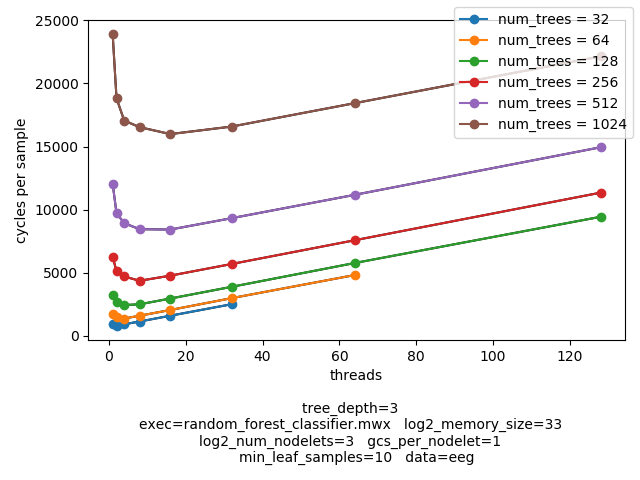 num_trees = 32
num_trees = 64
num_trees = 128
num_trees = 256
num_trees = 512
num_trees = 1024
25000
20000
15000
10000
5000
0
cycles per sample
0 20 40 60 80 100 120
threads
tree_depth=3
exec=random_forest_classifier.mwx log2_memory_size=33
log2_num_nodelets=3 gcs_per_nodelet=1
min_leaf_samples=10 data=eeg